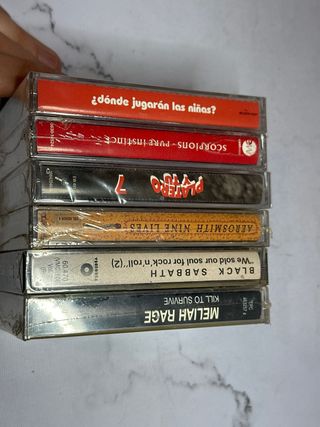 ¿dónde jugarán las niñas?
SCORPIONS - PURE INSTINCT
PLATERO
Y TÚ
7
AEROSMITH NINE LIVES
BLACK SABBATH
"We sold our soul for rock'n'roll" (2)
MELIAH RAGE
KILL TO SURVIVE